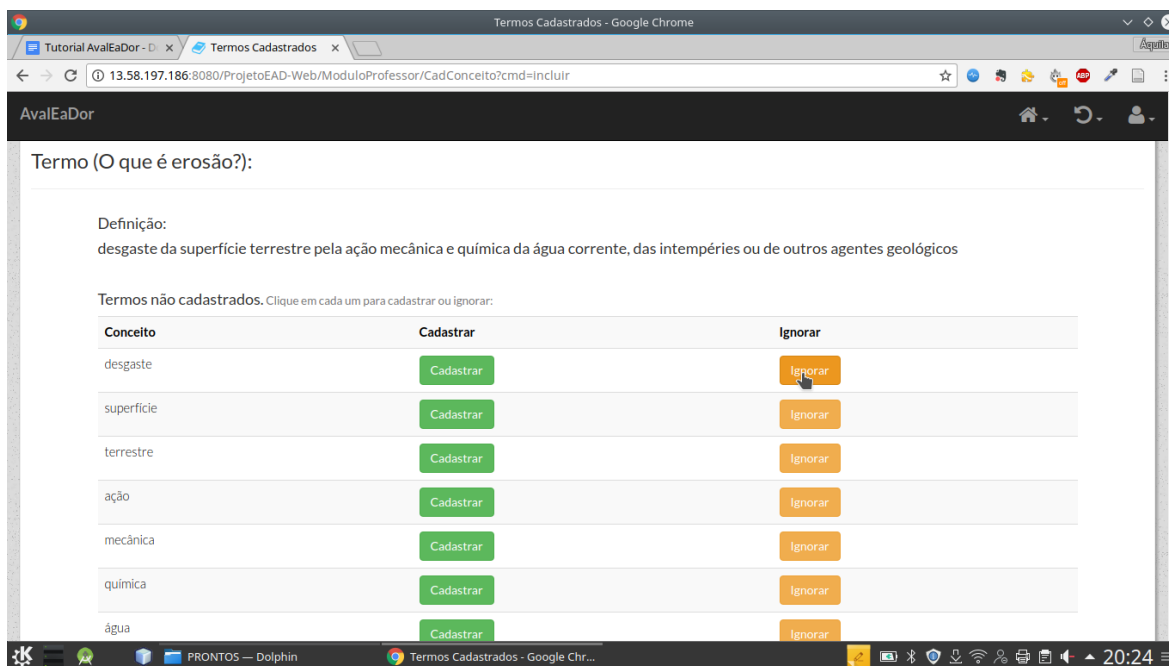 Termos Cadastrados - Google Chrome
Tutorial AvalEaDor - D
Termos Cadastrados
Áquila
13.58.197.186:8080/ProjetoEAD-Web/ModuloProfessor/CadConceito?cmd=incluir
ABP
AvalEaDor
Termo (O que é erosão?):
Definição:
desgaste da superfície terrestre pela ação mecânica e química da água corrente, das intempéries ou de outros agentes geológicos
Termos não cadastrados. Clique em cada um para cadastrar ou ignorar:
Conceito Cadastrar Ignorar
desgaste Cadastrar Ignorar
superfície Cadastrar Ignorar
terrestre Cadastrar Ignorar
ação Cadastrar Ignorar
mecânica Cadastrar Ignorar
química Cadastrar Ignorar
água Cadastrar Ignorar
PRONTOS — Dolphin
Termos Cadastrados - Google Chr...
20:24